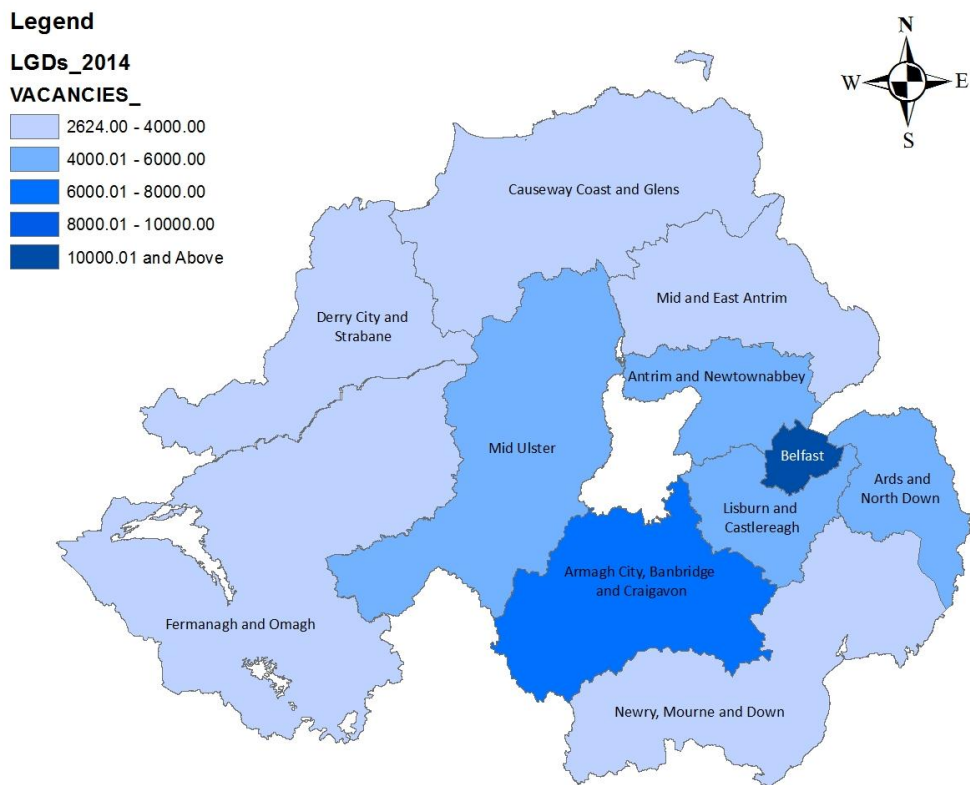 Legend
LGDs_2014
VACANCIES_
2624.00 - 4000.00
4000.01 - 6000.00
6000.01 - 8000.00
8000.01 - 10000.00
10000.01 and Above
N
W
E
S
Causeway Coast and Glens
Mid and East Antrim
Derry City and
Strabane
Antrim and Newtownabbey
Mid Ulster
Belfast
Ards and
North Down
Lisburn and
Castlereagh
Armagh City, Banbridge
and Craigavon
Fermanagh and Omagh
Newry, Mourne and Down